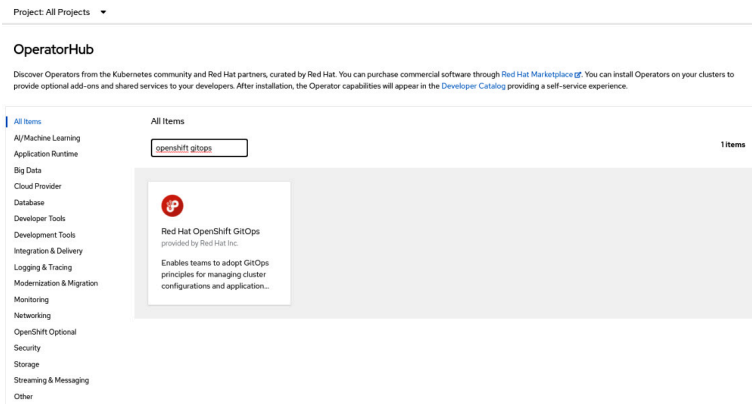 Project: All Projects
OperatorHub
Discover Operators from the Kubernetes community and Red Hat partners, curated by Red Hat. You can purchase commercial software through Red Hat Marketplace. You can install Operators on your clusters to
provide optional add-ons and shared services to your developers. After installation, the Operator capabilities will appear in the Developer Catalog providing a self-service experience.
All Items
AI/Machine Learning
Application Runtime
Big Data
Cloud Provider
Database
Developer Tools
Development Tools
Integration & Delivery
Logging & Tracing
Modernization & Migration
Monitoring
Networking
OpenShift Optional
Security
Storage
Streaming & Messaging
Other
All Items
openshift gitops
1 items
Red Hat OpenShift GitOps
provided by Red Hat Inc.
Enables teams to adopt GitOps
principles for managing cluster
configurations and application...